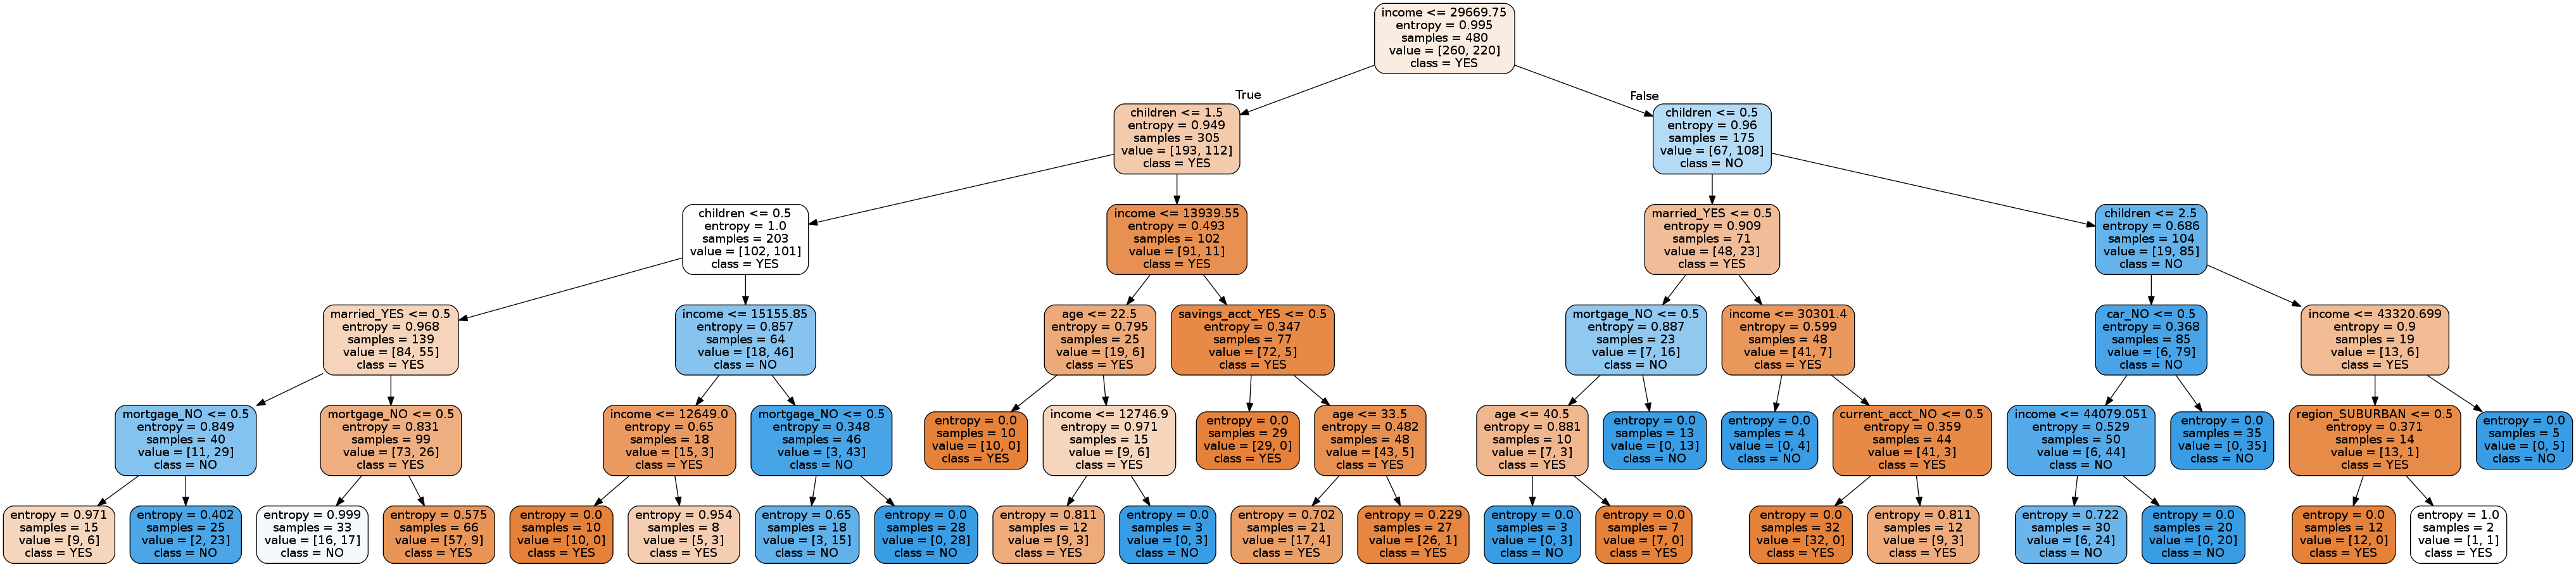 income <= 29669.75
entropy = 0.995
samples = 480
value = [260, 220]
class = YES
True
False
children <= 1.5
entropy = 0.949
samples = 305
value = [193, 112]
class = YES
children <= 0.5
entropy = 0.96
samples = 175
value = [67, 108]
class = NO
children <= 0.5
entropy = 1.0
samples = 203
value = [102, 101]
class = YES
income <= 13939.55
entropy = 0.493
samples = 102
value = [91, 11]
class = YES
married_YES <= 0.5
entropy = 0.909
samples = 71
value = [48, 23]
class = YES
children <= 2.5
entropy = 0.686
samples = 104
value = [19, 85]
class = NO
married_YES <= 0.5
entropy = 0.968
samples = 139
value = [84, 55]
class = YES
income <= 15155.85
entropy = 0.857
samples = 64
value = [18, 46]
class = NO
age <= 22.5
entropy = 0.795
samples = 25
value = [19, 6]
class = YES
savings_acct_YES <= 0.5
entropy = 0.347
samples = 77
value = [72, 5]
class = YES
mortgage_NO <= 0.5
entropy = 0.887
samples = 23
value = [7, 16]
class = NO
income <= 30301.4
entropy = 0.599
samples = 48
value = [41, 7]
class = YES
car_NO <= 0.5
entropy = 0.368
samples = 85
value = [6, 79]
class = NO
income <= 43320.699
entropy = 0.9
samples = 19
value = [13, 6]
class = YES
mortgage_NO <= 0.5
entropy = 0.849
samples = 40
value = [11, 29]
class = NO
mortgage_NO <= 0.5
entropy = 0.831
samples = 99
value = [73, 26]
class = YES
income <= 12649.0
entropy = 0.65
samples = 18
value = [15, 3]
class = YES
mortgage_NO <= 0.5
entropy = 0.348
samples = 46
value = [3, 43]
class = NO
entropy = 0.0
samples = 10
value = [10, 0]
class = YES
income <= 12746.9
entropy = 0.971
samples = 15
value = [9, 6]
class = YES
entropy = 0.0
samples = 29
value = [29, 0]
class = YES
age <= 33.5
entropy = 0.482
samples = 48
value = [43, 5]
class = YES
age <= 40.5
entropy = 0.881
samples = 10
value = [7, 3]
class = YES
entropy = 0.0
samples = 13
value = [0, 13]
class = NO
entropy = 0.0
samples = 4
value = [0, 4]
class = NO
current_acct_NO <= 0.5
entropy = 0.359
samples = 44
value = [41, 3]
class = YES
income <= 44079.051
entropy = 0.529
samples = 50
value = [6, 44]
class = NO
entropy = 0.0
samples = 35
value = [0, 35]
class = NO
region_SUBURBAN <= 0.5
entropy = 0.371
samples = 14
value = [13, 1]
class = YES
entropy = 0.0
samples = 5
value = [0, 5]
class = NO
entropy = 0.971
samples = 15
value = [9, 6]
class = YES
entropy = 0.402
samples = 25
value = [2, 23]
class = NO
entropy = 0.999
samples = 33
value = [16, 17]
class = NO
entropy = 0.575
samples = 66
value = [57, 9]
class = YES
entropy = 0.0
samples = 10
value = [10, 0]
class = YES
entropy = 0.954
samples = 8
value = [5, 3]
class = YES
entropy = 0.65
samples = 18
value = [3, 15]
class = NO
entropy = 0.0
samples = 28
value = [0, 28]
class = NO
entropy = 0.811
samples = 12
value = [9, 3]
class = YES
entropy = 0.0
samples = 3
value = [0, 3]
class = NO
entropy = 0.702
samples = 21
value = [17, 4]
class = YES
entropy = 0.229
samples = 27
value = [26, 1]
class = YES
entropy = 0.0
samples = 3
value = [0, 3]
class = NO
entropy = 0.0
samples = 7
value = [7, 0]
class = YES
entropy = 0.0
samples = 32
value = [32, 0]
class = YES
entropy = 0.811
samples = 12
value = [9, 3]
class = YES
entropy = 0.722
samples = 30
value = [6, 24]
class = NO
entropy = 0.0
samples = 20
value = [0, 20]
class = NO
entropy = 0.0
samples = 12
value = [12, 0]
class = YES
entropy = 1.0
samples = 2
value = [1, 1]
class = YES